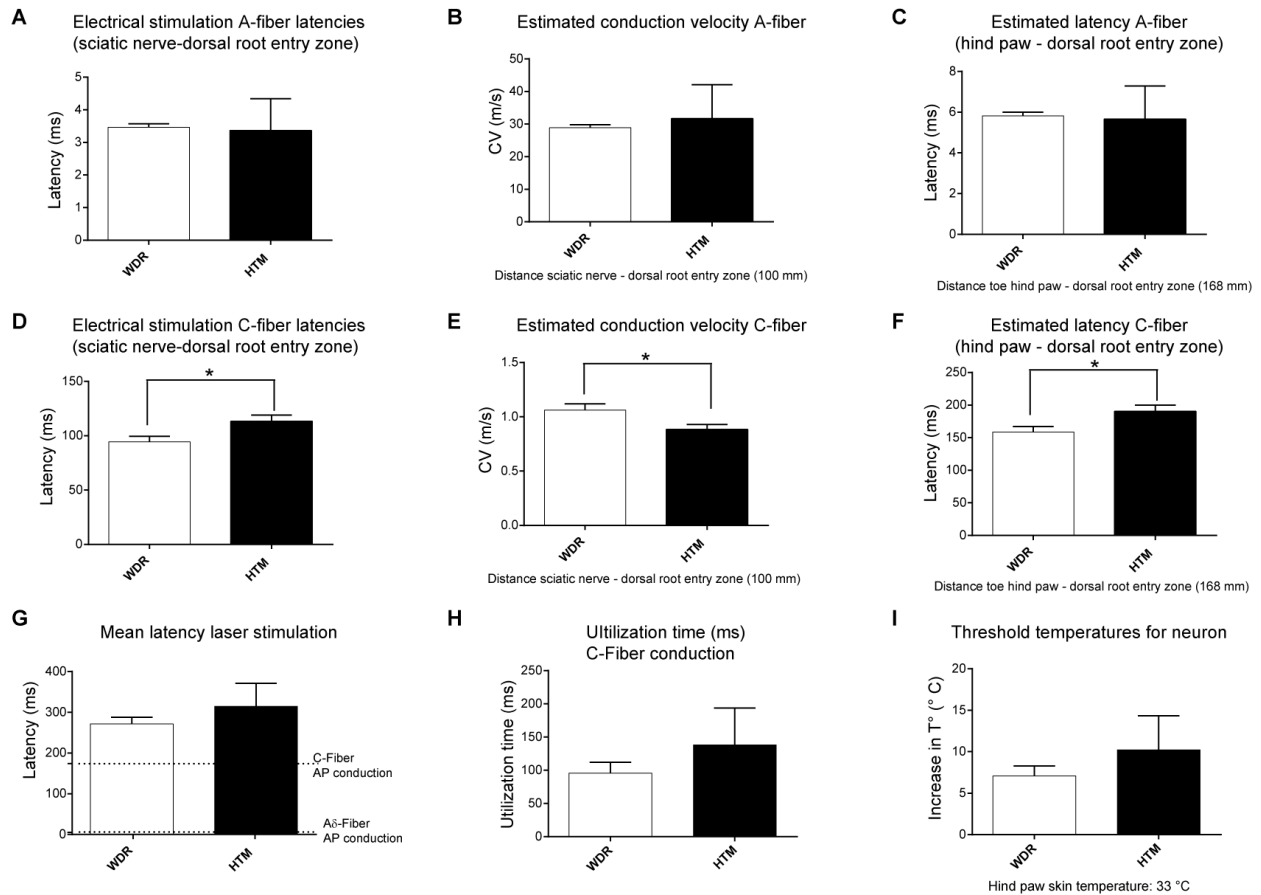 A
Electrical stimulation A-fiber latencies
(sciatic nerve-dorsal root entry zone)
Latency (ms)
5
4
3
2
1
0
WDR
HTM
B
Estimated conduction velocity A-fiber
CV (m/s)
50
40
30
20
10
0
WDR
HTM
Distance sciatic nerve - dorsal root entry zone (100 mm)
C
Estimated latency A-fiber
(hind paw - dorsal root entry zone)
Latency (ms)
8
6
4
2
0
WDR
HTM
Distance toe hind paw - dorsal root entry zone (168 mm)
D
Electrical stimulation C-fiber latencies
(sciatic nerve-dorsal root entry zone)
Latency (ms)
150
100
50
0
*
WDR
HTM
E
Estimated conduction velocity C-fiber
CV (m/s)
1.5
1.0
0.5
0.0
*
WDR
HTM
Distance sciatic nerve - dorsal root entry zone (100 mm)
F
Estimated latency C-fiber
(hind paw - dorsal root entry zone)
Latency (ms)
250
200
150
100
50
0
*
WDR
HTM
Distance toe hind paw - dorsal root entry zone (168 mm)
G
Mean latency laser stimulation
Latency (ms)
400
300
200
100
0
C-Fiber
AP conduction
Aδ-Fiber
AP conduction
WDR
HTM
H
Ultilization time (ms)
C-Fiber conduction
Utilization time (ms)
250
200
150
100
50
0
WDR
HTM
I
Threshold temperatures for neuron
Increase in T° (° C)
20
15
10
5
0
WDR
HTM
Hind paw skin temperature: 33 °C